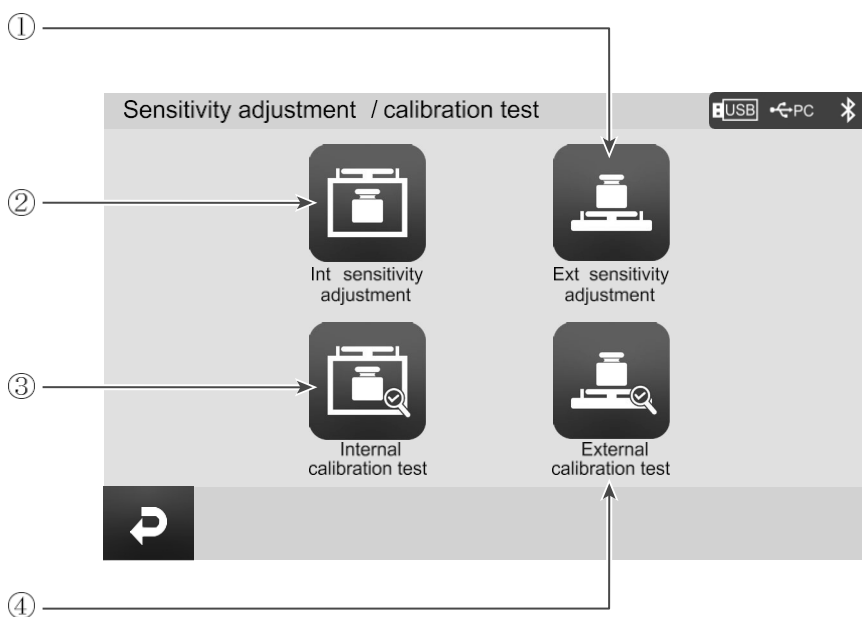 ①
Sensitivity adjustment / calibration test
USB PC
②
Int sensitivity
adjustment
Ext sensitivity
adjustment
③
Internal
calibration test
External
calibration test
④